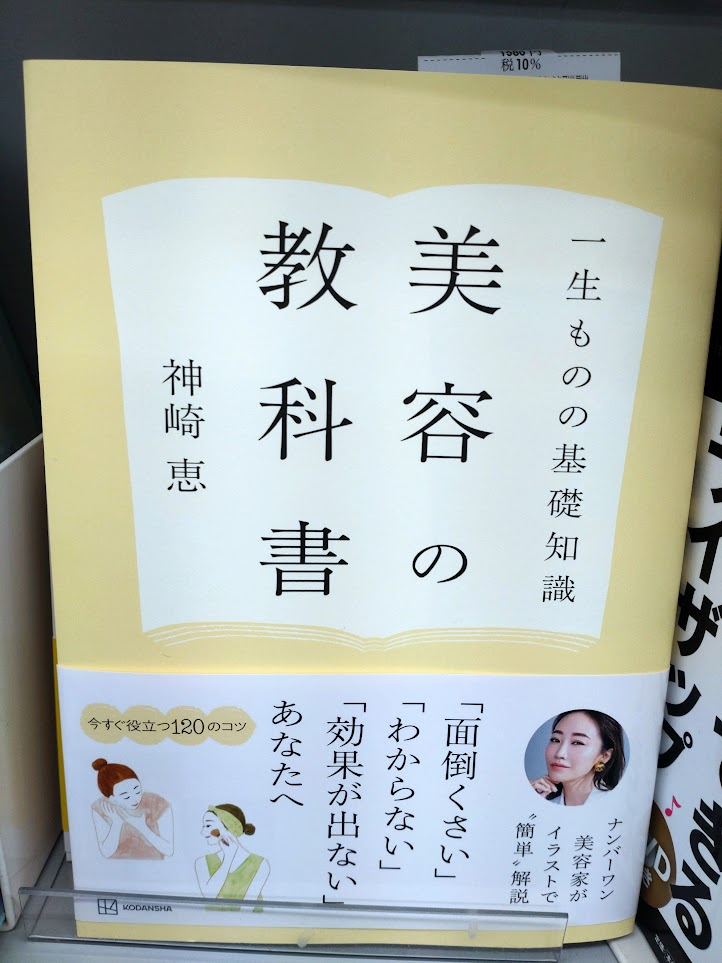 税10%
一生ものの基礎知識
美容の
教科書
神崎 恵
今すぐ役立つ120のコツ
「面倒くさい」
「わからない」
「効果が出ない」
あなたへ
ナンバーワン
美容家が
イラストで
〝簡単〟解説
KODANSHA